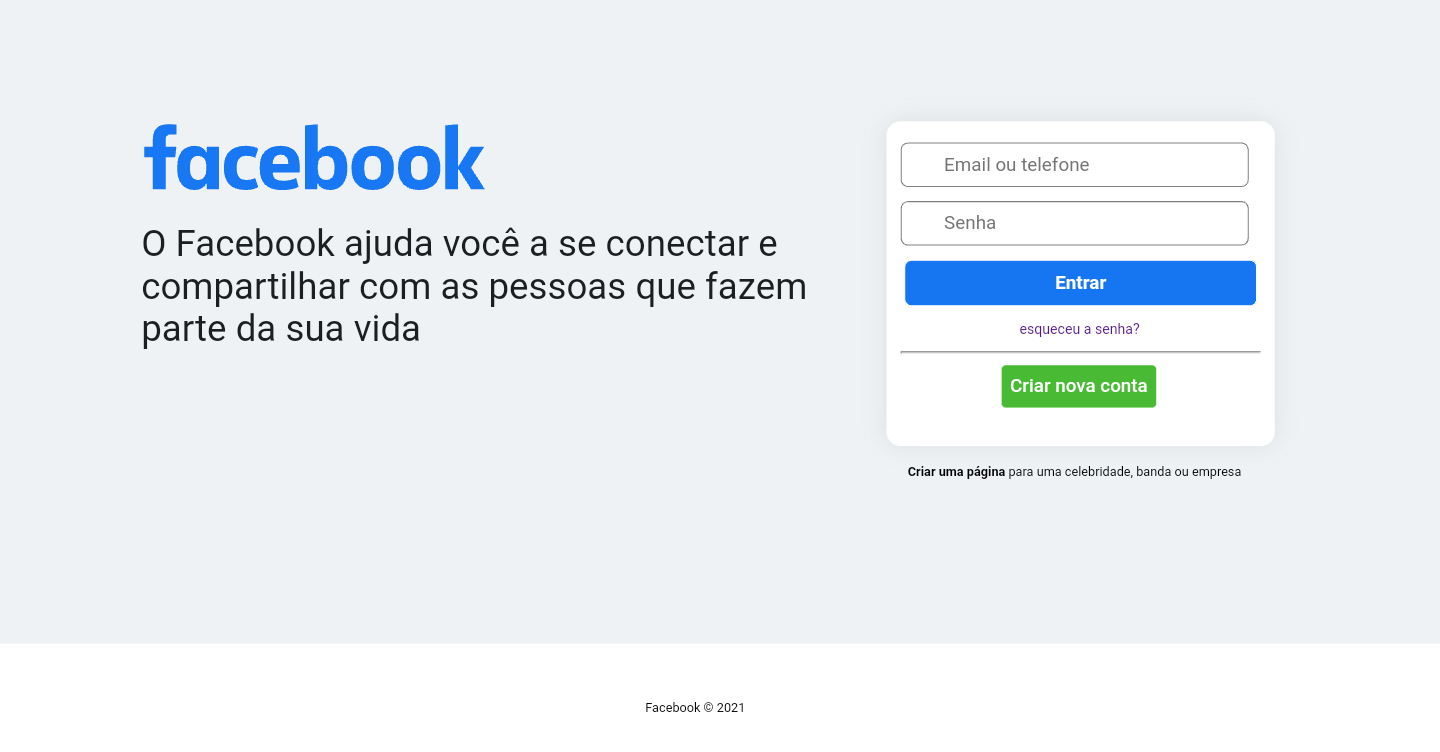 facebook
O Facebook ajuda você a se conectar e
compartilhar com as pessoas que fazem
parte da sua vida
Email ou telefone
Senha
Entrar
esqueceu a senha?
Criar nova conta
Criar uma página para uma celebridade, banda ou empresa
Facebook © 2021